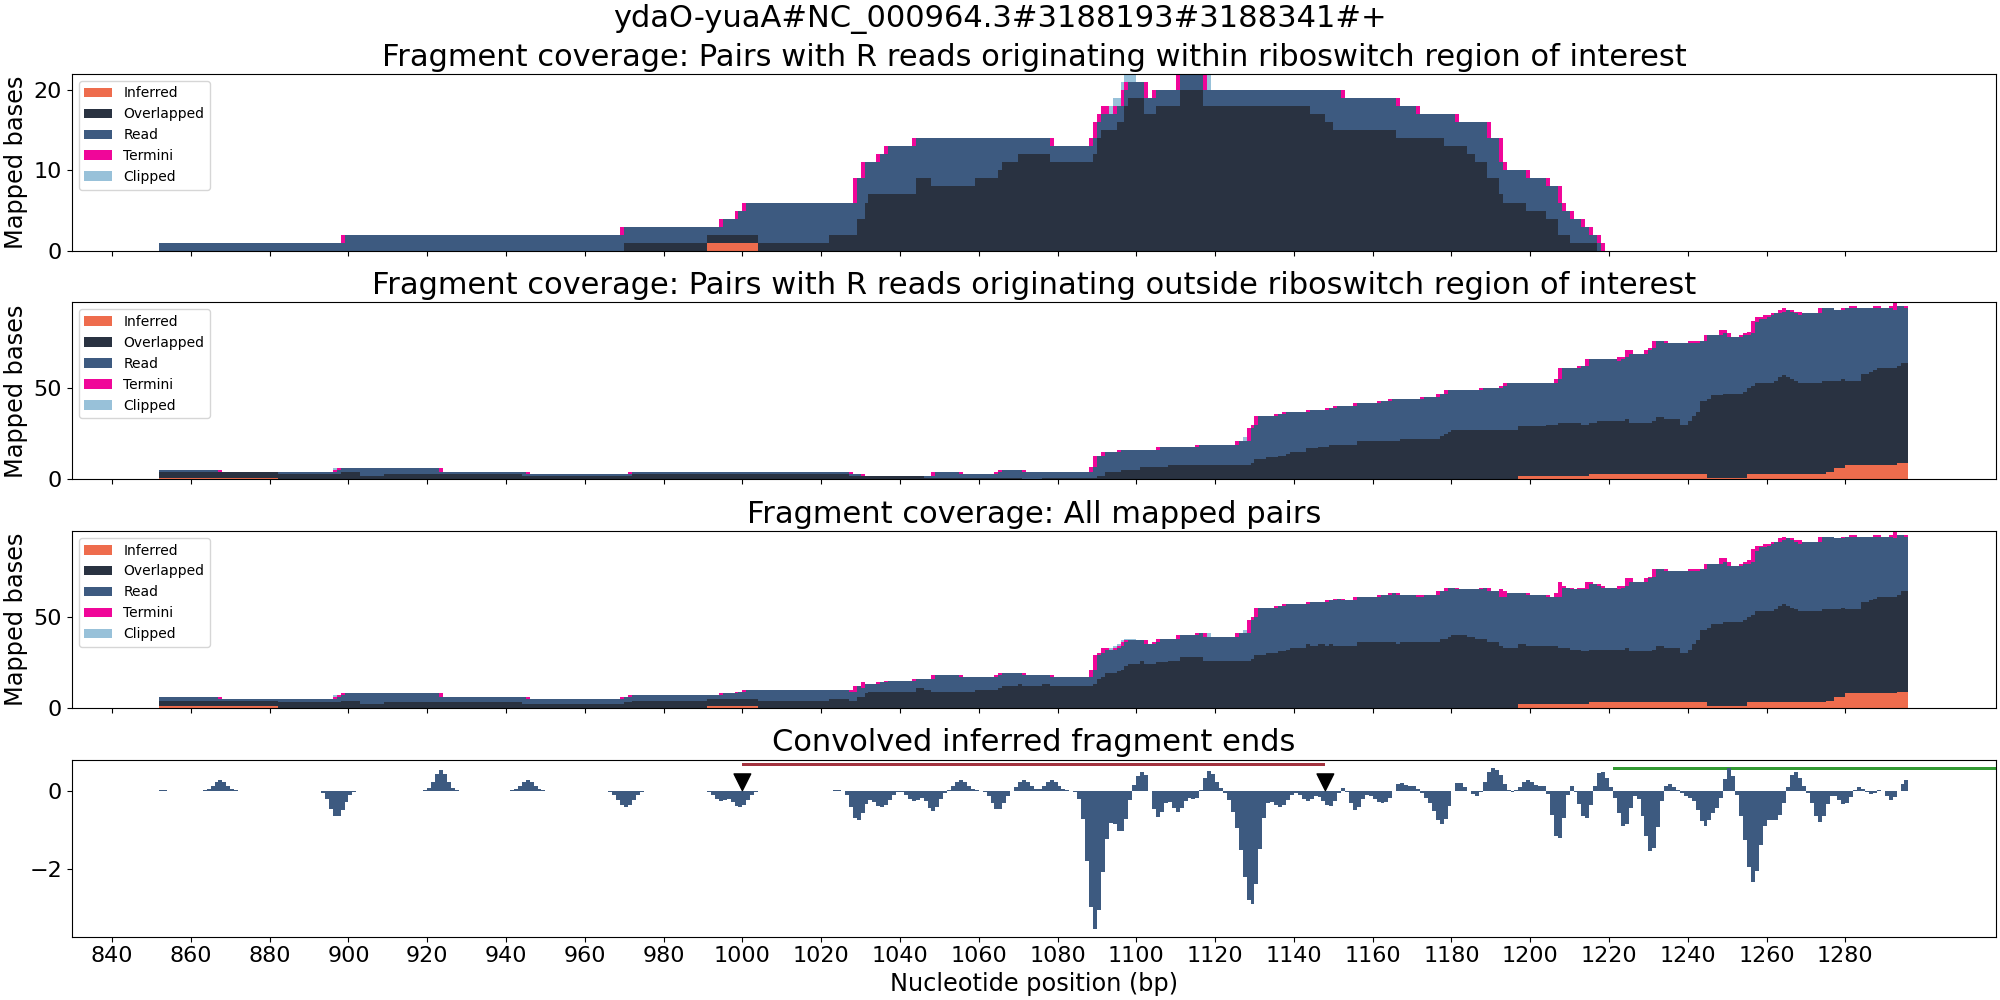 ydaO-yuaA#NC_000964.3#3188193#3188341#+
Fragment coverage: Pairs with R reads originating within riboswitch region of interest
Mapped bases
20
10
0
Inferred
Overlapped
Read
Termini
Clipped
Fragment coverage: Pairs with R reads originating outside riboswitch region of interest
Mapped bases
50
0
Inferred
Overlapped
Read
Termini
Clipped
Fragment coverage: All mapped pairs
Mapped bases
50
0
Inferred
Overlapped
Read
Termini
Clipped
Convolved inferred fragment ends
0
−2
840 860 880 900 920 940 960 980 1000 1020 1040 1060 1080 1100 1120 1140 1160 1180 1200 1220 1240 1260 1280
Nucleotide position (bp)